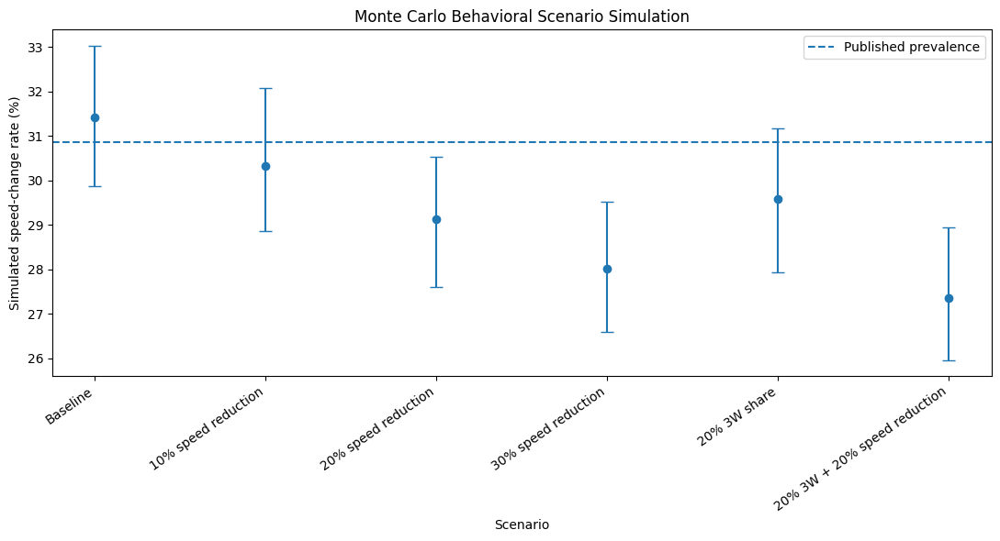 Monte Carlo Behavioral Scenario Simulation
Published prevalence
Simulated speed-change rate (%)
33
32
31
30
29
28
27
26
Baseline
10% speed reduction
20% speed reduction
30% speed reduction
20% 3W share
20% 3W + 20% speed reduction
Scenario